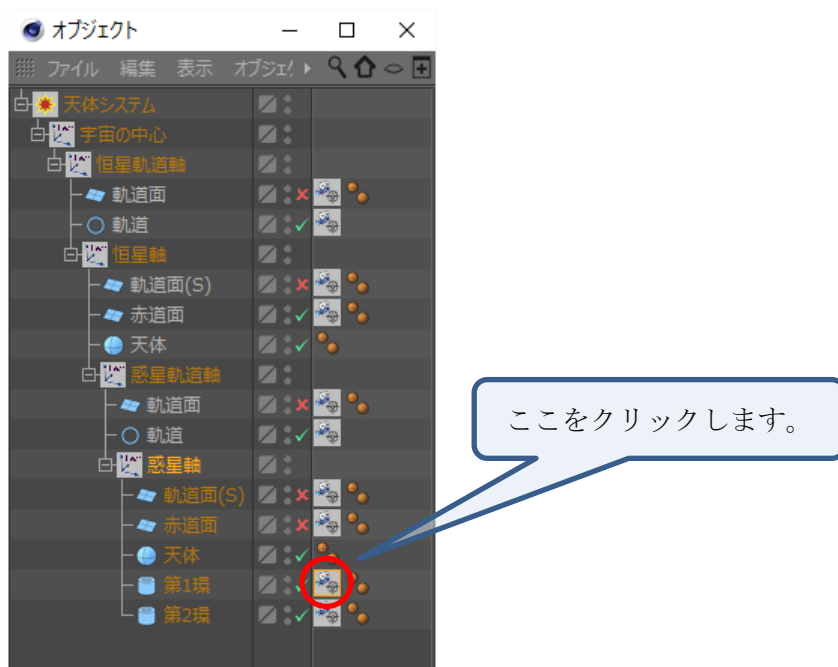 オブジェクト
ファイル 編集 表示 オブジェク
天体システム
宇宙の中心
恒星軌道軸
軌道面
軌道
恒星軸
軌道面(S)
赤道面
天体
惑星軌道軸
軌道面
軌道
惑星軸
軌道面(S)
赤道面
天体
第1環
第2環
ここをクリックします。